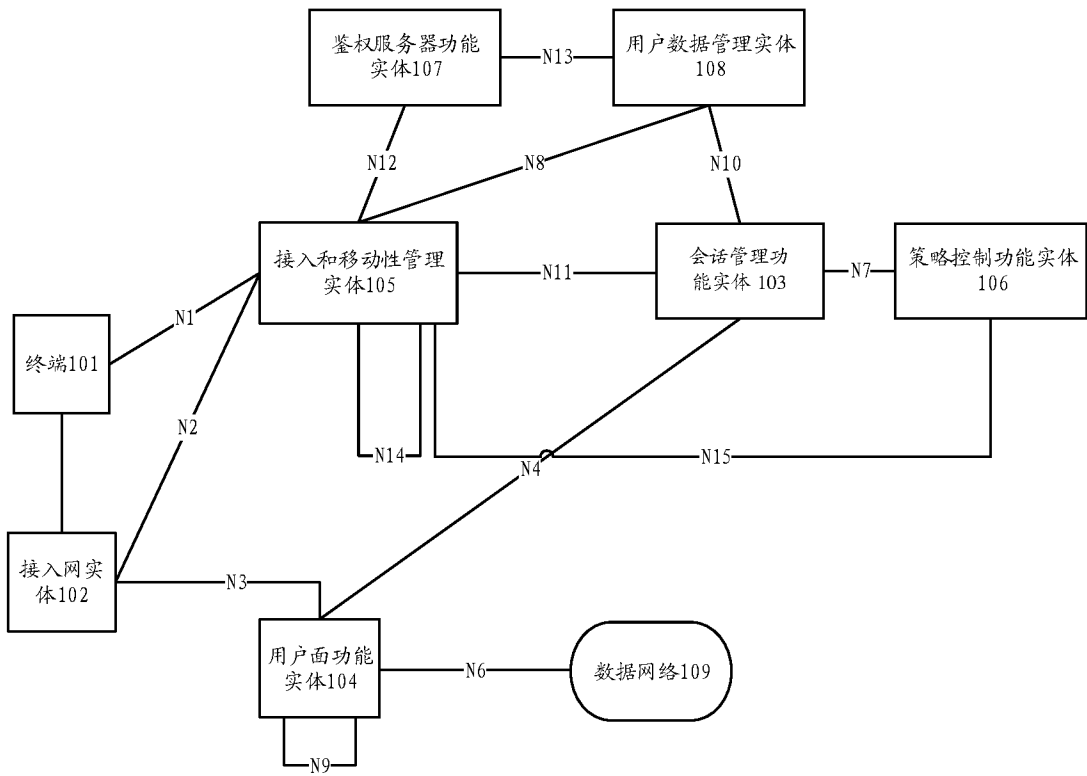 鉴权服务器功能
实体107
N13
用户数据管理实体
108
N12
N8
N10
接入和移动性管理
实体105
N11
会话管理功
能实体 103
N7
策略控制功能实体
106
N1
终端101
N2
N14
N4
N15
接入网实
体102
N3
用户面功能
实体104
N6
数据网络109
N9